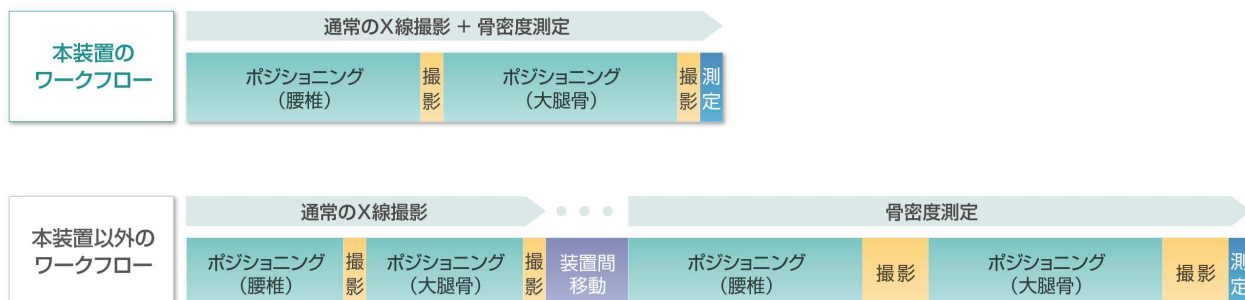 本装置の
ワークフロー
通常のX線撮影 + 骨密度測定
ポジショニング
(腰椎)
撮
影
ポジショニング
(大腿骨)
撮
影
測
定
本装置以外の
ワークフロー
通常のX線撮影
骨密度測定
ポジショニング
(腰椎)
撮
影
ポジショニング
(大腿骨)
撮
影
装置間
移動
ポジショニング
(腰椎)
撮影
ポジショニング
(大腿骨)
撮影
測
定